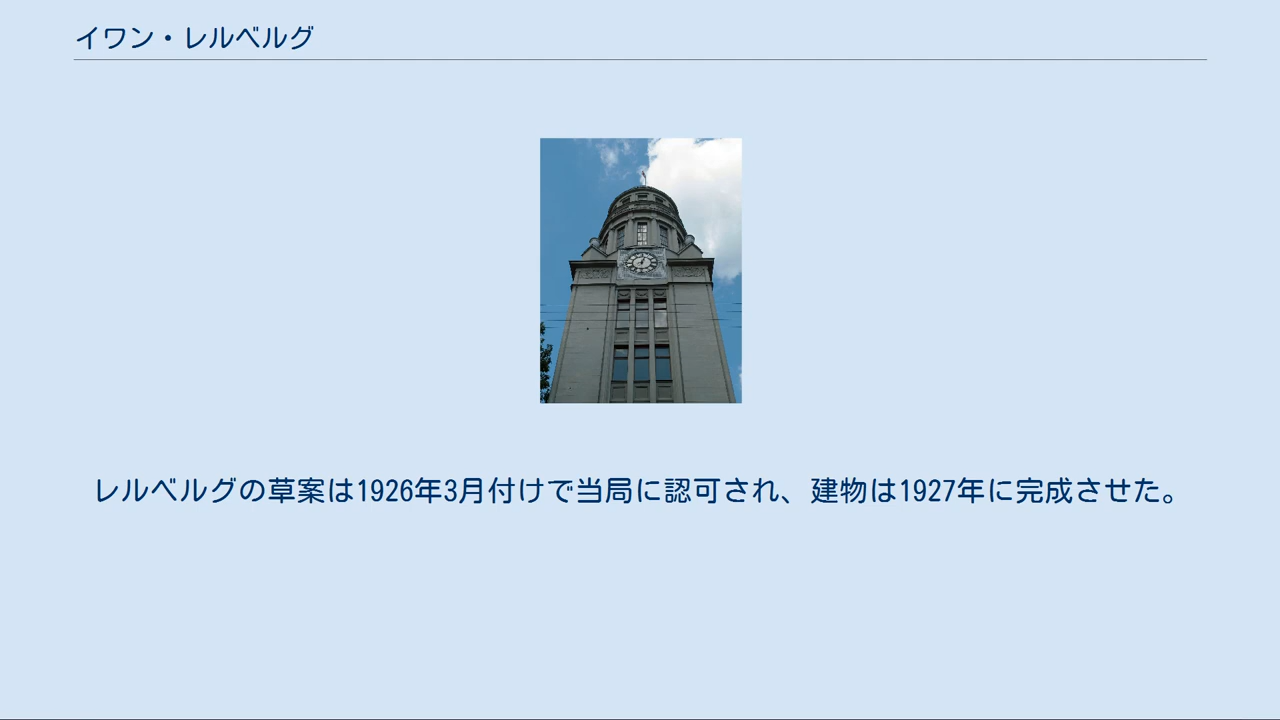 イワン・レルベルグ
レルベルグの草案は1926年3月付けで当局に認可され、建物は1927年に完成させた。